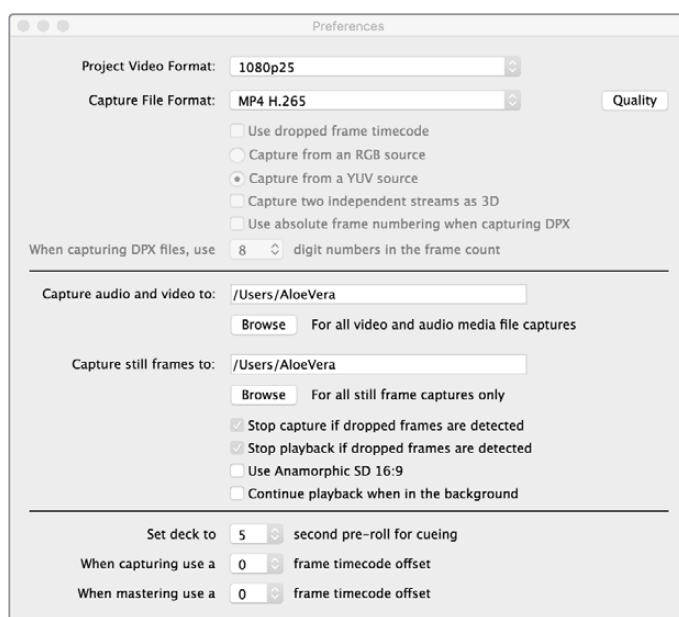 Preferences
Project Video Format: 1080p25
Capture File Format: MP4 H.265 Quality
Use dropped frame timecode
Capture from an RGB source
Capture from a YUV source
Capture two independent streams as 3D
Use absolute frame numbering when capturing DPX
When capturing DPX files, use 8 digit numbers in the frame count
Capture audio and video to: /Users/AloeVera
Browse For all video and audio media file captures
Capture still frames to: /Users/AloeVera
Browse For all still frame captures only
Stop capture if dropped frames are detected
Stop playback if dropped frames are detected
Use Anamorphic SD 16:9
Continue playback when in the background
Set deck to 5 second pre-roll for cueing
When capturing use a 0 frame timecode offset
When mastering use a 0 frame timecode offset